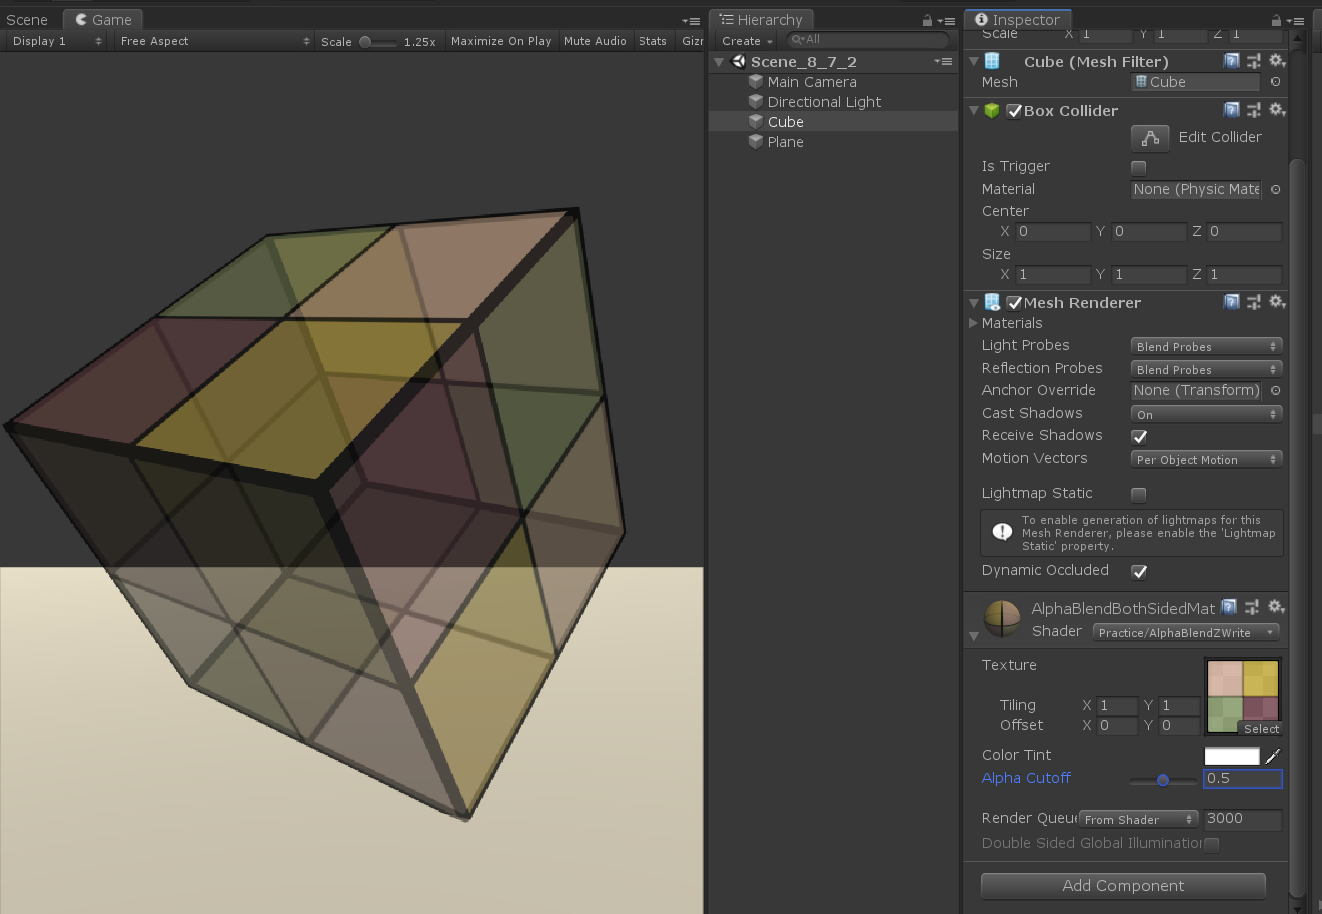 Scene Game
Display 1 Free Aspect Scale 1.25x Maximize On Play Mute Audio Stats Giz
Hierarchy
Create All
Scene_8_7_2
Main Camera
Directional Light
Cube
Plane
Inspector
Scale X 1 Y 1 Z 1
Cube (Mesh Filter)
Mesh Cube
Box Collider
Edit Collider
Is Trigger
Material None (Physic Mate
Center
X 0 Y 0 Z 0
Size
X 1 Y 1 Z 1
Mesh Renderer
Materials
Light Probes Blend Probes
Reflection Probes Blend Probes
Anchor Override None (Transform)
Cast Shadows On
Receive Shadows
Motion Vectors Per Object Motion
Lightmap Static
To enable generation of lightmaps for this
Mesh Renderer, please enable the 'Lightmap
Static' property.
Dynamic Occluded
AlphaBlendBothSidedMat
Shader Practice/AlphaBlendZWrite
Texture
Tiling X 1 Y 1
Offset X 0 Y 0
Select
Color Tint
Alpha Cutoff 0.5
Render Queue From Shader 3000
Double Sided Global Illumination
Add Component